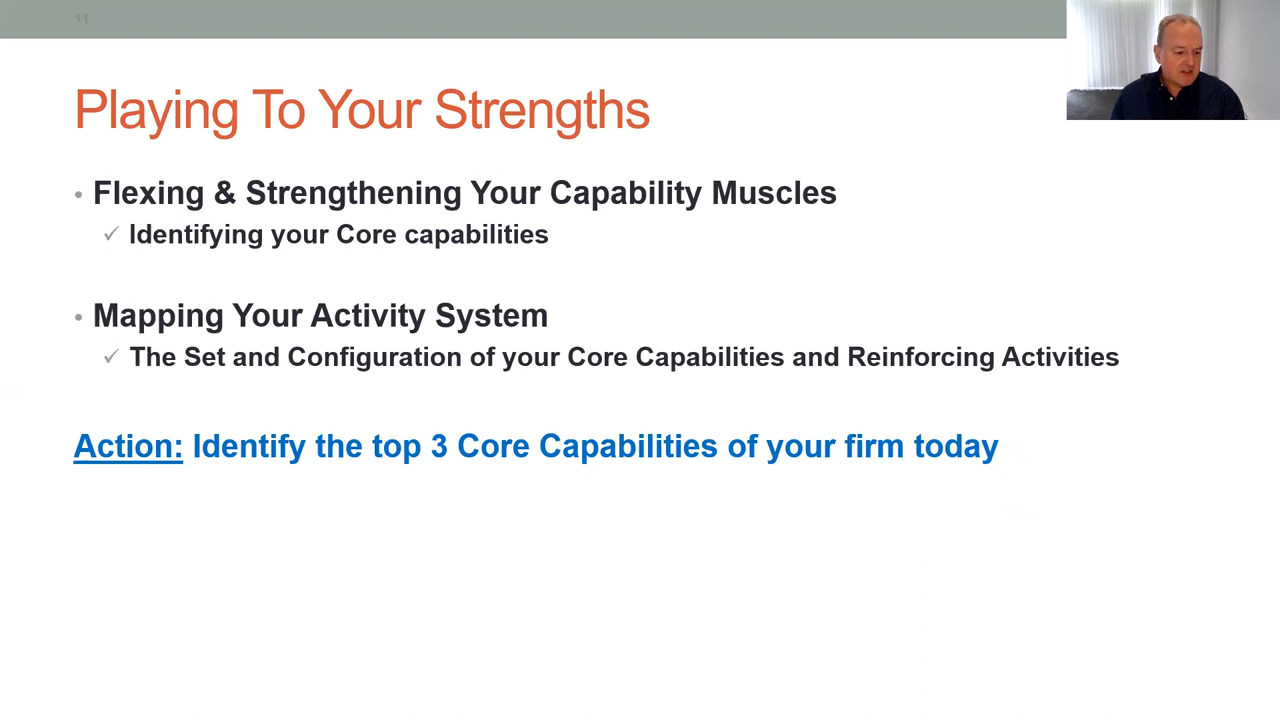 11
Playing To Your Strengths
• Flexing & Strengthening Your Capability Muscles
✓ Identifying your Core capabilities
• Mapping Your Activity System
✓ The Set and Configuration of your Core Capabilities and Reinforcing Activities
Action: Identify the top 3 Core Capabilities of your firm today